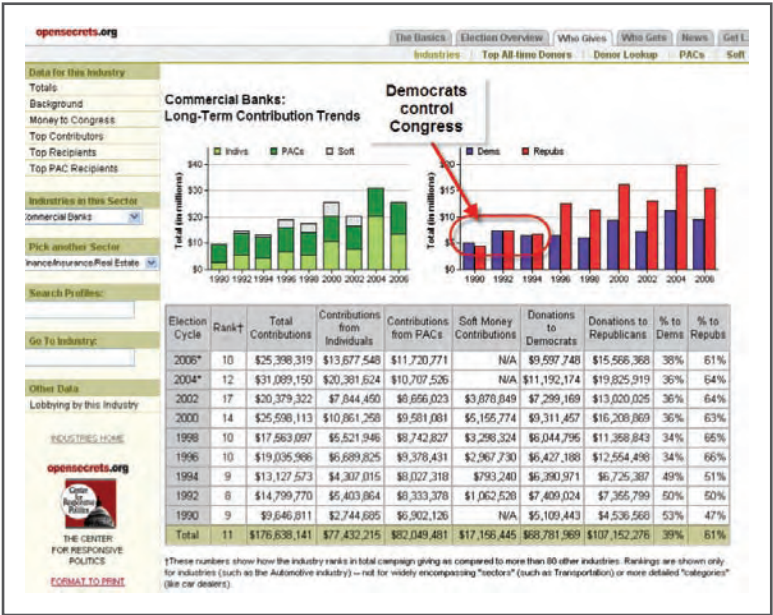 opensecrets.org
The Basics Election Overview Who Gives Who Gets News Get L
Industries Top All-time Donors Donor Lookup PACs Soft
Data for this Industry
Totals
Background
Money to Congress
Top Contributors
Top Recipients
Top PAC Recipients
Industries in this Sector
ommercial Banks
Pick another Sector
inance/Insurance/Real Estate
Search Profiles:
Go To Industry:
Other Data
Lobbying by this Industry
INDUSTRIES HOME
opensecrets.org
Center for Responsive Politics
THE CENTER
FOR RESPONSIVE
POLITICS
FORMAT TO PRINT
Commercial Banks:
Long-Term Contribution Trends
Democrats
control
Congress
Indivs PACs Soft
Total (in millions)
$40
$30
$20
$10
$0
1990 1992 1994 1996 1998 2000 2002 2004 2006
Dems Repubs
Total (in millions)
$20
$15
$10
$5
$0
1990 1992 1994 1996 1998 2000 2002 2004 2006
Election Cycle Rank† Total Contributions Contributions from Individuals Contributions from PACs Soft Money Contributions Donations to Democrats Donations to Republicans % to Dems % to Repubs
2006* 10 $25,398,319 $13,677,548 $11,720,771 N/A $9,597,748 $15,566,368 38% 61%
2004* 12 $31,089,150 $20,381,624 $10,707,526 N/A $11,192,174 $19,825,919 36% 64%
2002 17 $20,379,322 $7,844,450 $8,656,023 $3,878,849 $7,299,169 $13,020,025 36% 64%
2000 14 $25,598,113 $10,861,258 $9,581,081 $5,155,774 $9,311,457 $16,208,869 36% 63%
1998 10 $17,563,097 $5,521,946 $8,742,827 $3,298,324 $6,044,795 $11,358,843 34% 65%
1996 10 $19,035,986 $6,689,825 $9,378,431 $2,967,730 $6,427,188 $12,554,498 34% 66%
1994 9 $13,127,573 $4,307,015 $8,027,318 $793,240 $6,390,971 $6,725,387 49% 51%
1992 8 $14,799,770 $5,403,864 $8,333,378 $1,062,528 $7,409,024 $7,355,799 50% 50%
1990 9 $9,646,811 $2,744,685 $6,902,126 N/A $5,109,443 $4,536,568 53% 47%
Total 11 $176,638,141 $77,432,215 $82,049,481 $17,156,445 $68,781,969 $107,152,276 39% 61%
†These numbers show how the industry ranks in total campaign giving as compared to more than 80 other industries. Rankings are shown only
for industries (such as the Automotive industry) -- not for widely encompassing "sectors" (such as Transportation) or more detailed "categories"
(like car dealers).